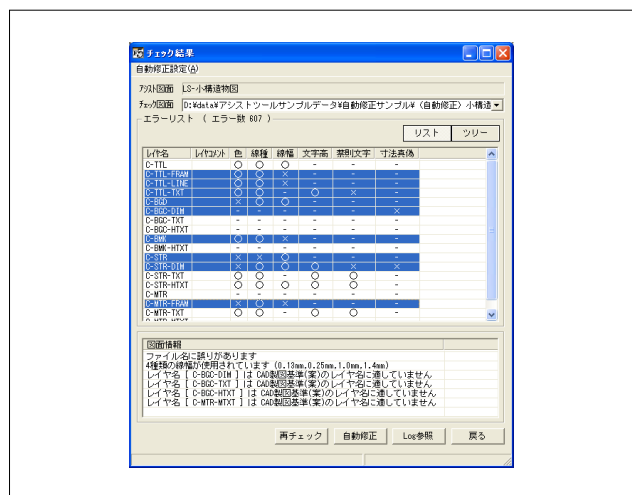 チェック結果
自動修正設定(A)
アシスト図面 LS-小構造物図
チェック図面 D:¥data¥アシストツールサンプルデータ¥自動修正サンプル¥（自動修正）小構造
エラーリスト （ エラー数 607 ）
リスト ツリー
レイヤ名 レイヤコメント 色 線種 線幅 文字高 禁則文字 寸法真偽
C-TTL ○ ○ ○ - - -
C-TTL-FRAM ○ ○ × - - -
C-TTL-LINE ○ ○ × - - -
C-TTL-TXT ○ ○ - ○ × -
C-BGD × ○ ○ - - -
C-BGC-DIM - - - - - ×
C-BGC-TXT - - - - - -
C-BGC-HTXT - - - - - -
C-BMK ○ ○ × - - -
C-BMK-HTXT - - - - - -
C-STR × × ○ - - -
C-STR-DIM × ○ ○ ○ × ×
C-STR-TXT ○ ○ - ○ ○ -
C-STR-HTXT ○ ○ ○ ○ ○ -
C-MTR - - - - - -
C-MTR-FRAM × ○ × - - -
C-MTR-TXT ○ ○ - ○ ○ -
図面情報
ファイル名に誤りがあります
4種類の線幅が使用されています (0.13mm,0.25mm,1.0mm,1.4mm)
レイヤ名 [ C-BGC-DIM ] は CAD製図基準(案)のレイヤ名に適していません
レイヤ名 [ C-BGC-TXT ] は CAD製図基準(案)のレイヤ名に適していません
レイヤ名 [ C-BGC-HTXT ] は CAD製図基準(案)のレイヤ名に適していません
レイヤ名 [ C-MTR-MTXT ] は CAD製図基準(案)のレイヤ名に適していません
再チェック 自動修正 Log参照 戻る